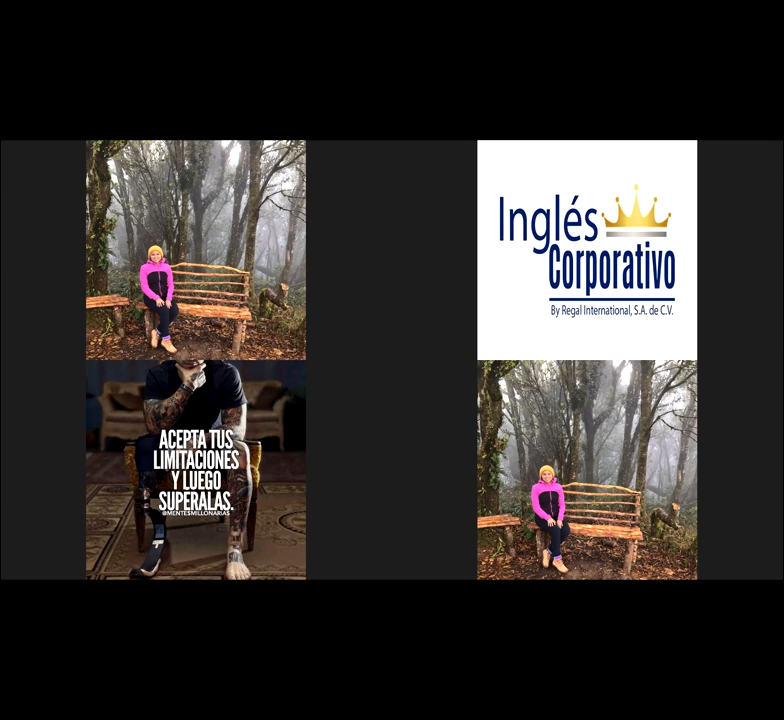 Inglés
Corporativo
By Regal International, S.A. de C.V.
ACEPTA TUS
LIMITACIONES
Y LUEGO
SUPERALAS.
@MENTESMILLONARIAS